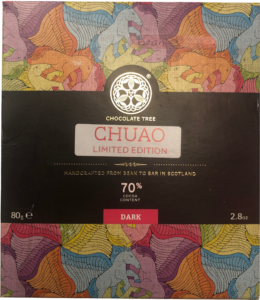 CHOCOLATE TREE
CHUAO
LIMITED EDITION
HANDCRAFTED FROM BEAN TO BAR IN SCOTLAND
70%
COCOA
CONTENT
80g ℮
DARK
2.8oz